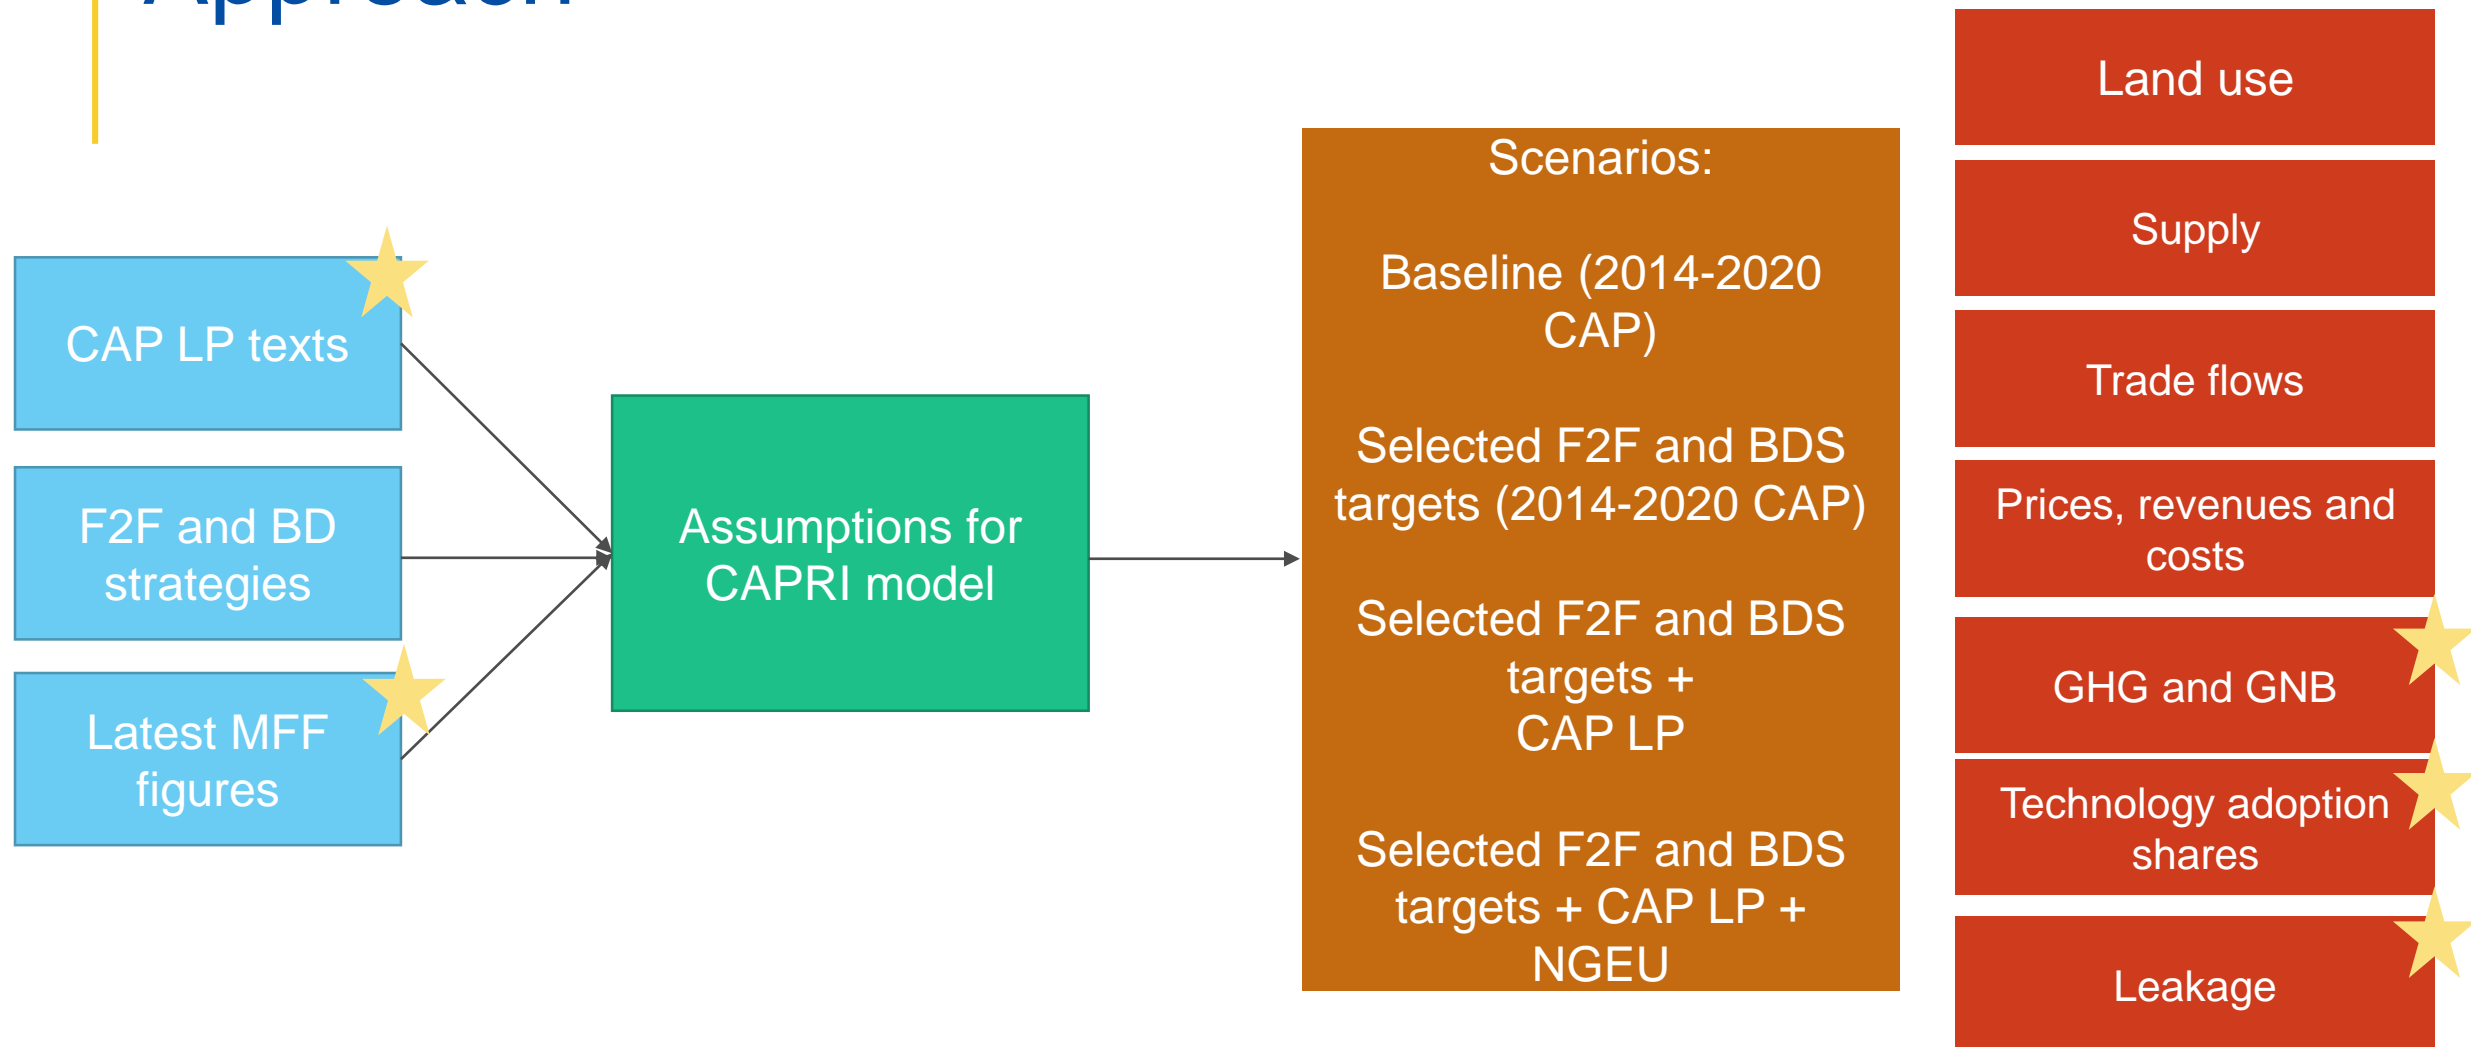 Approach
CAP LP texts
F2F and BD
strategies
Latest MFF
figures
Assumptions for
CAPRI model
Scenarios:
Baseline (2014-2020
CAP)
Selected F2F and BDS
targets (2014-2020 CAP)
Selected F2F and BDS
targets +
CAP LP
Selected F2F and BDS
targets + CAP LP +
NGEU
Land use
Supply
Trade flows
Prices, revenues and
costs
GHG and GNB
Technology adoption
shares
Leakage